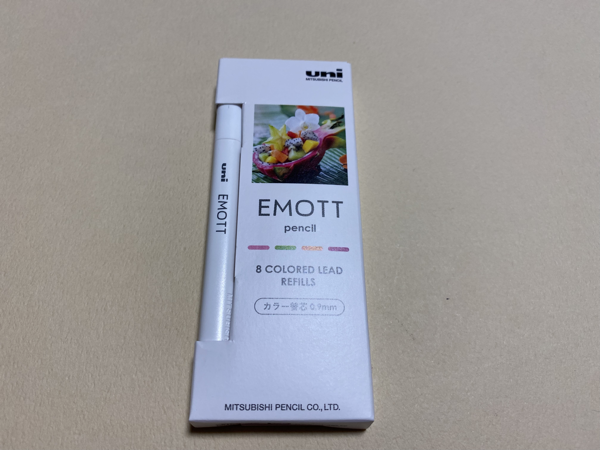 uni
MITSUBISHI PENCIL
uni EMOTT
EMOTT
pencil
8 COLORED LEAD
REFILLS
カラー替芯 0.9mm
MITSUBISHI PENCIL CO., LTD.